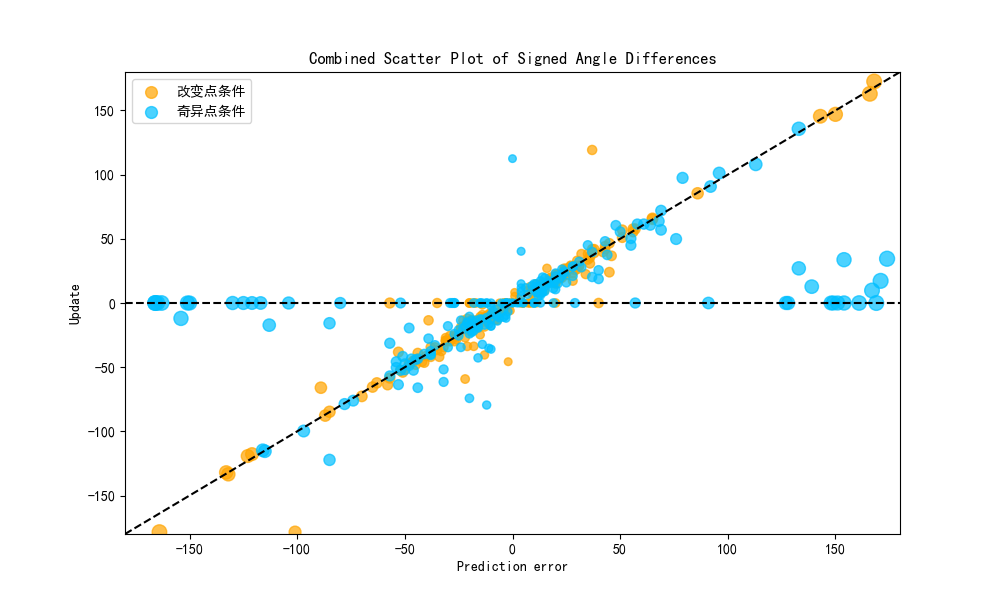 Combined Scatter Plot of Signed Angle Differences
改变点条件
奇异点条件
150
100
50
0
−50
−100
−150
Update
−150 −100 −50 0 50 100 150
Prediction error